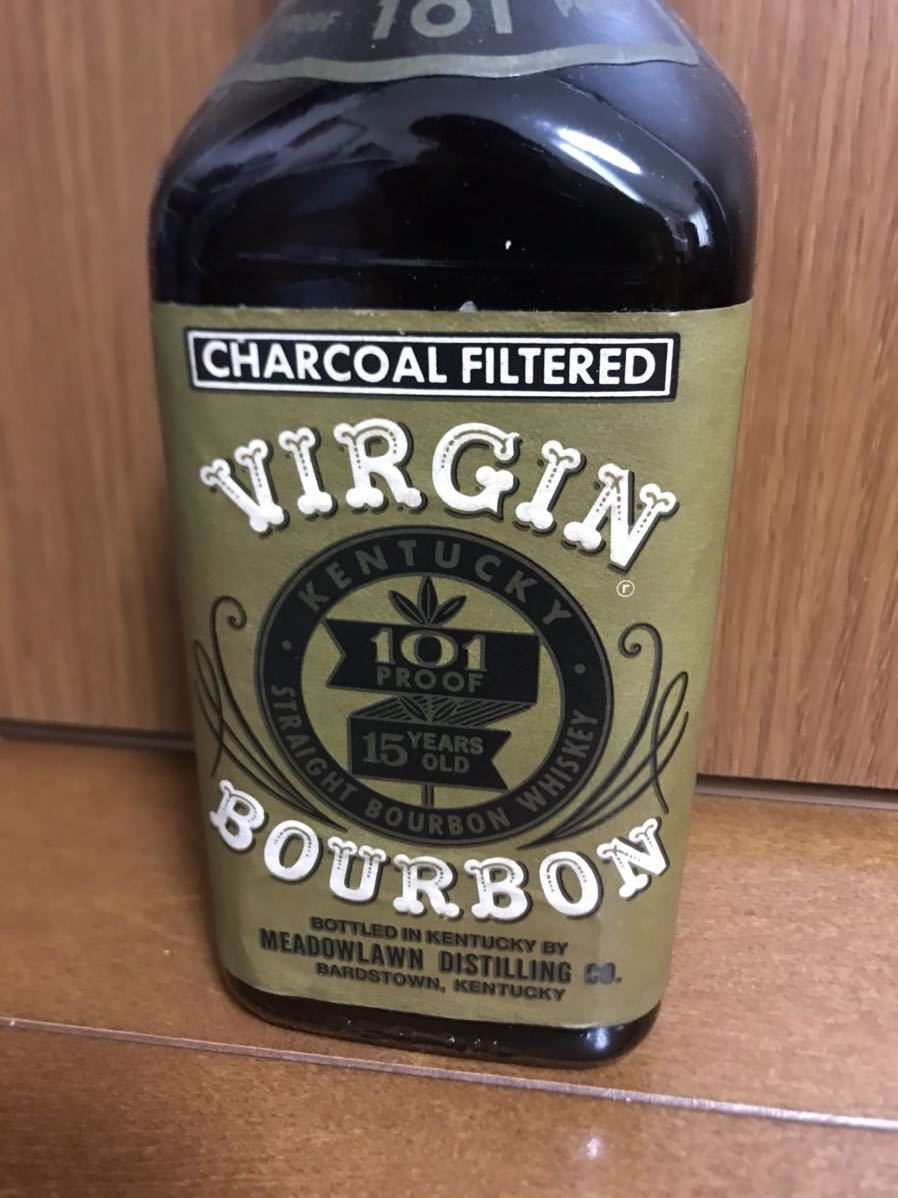 PROOF 101
CHARCOAL FILTERED
VIRGIN
®
KENTUCKY
101
PROOF
15 YEARS OLD
STRAIGHT BOURBON WHISKEY
BOURBON
BOTTLED IN KENTUCKY BY
MEADOWLAWN DISTILLING CO.
BARDSTOWN, KENTUCKY